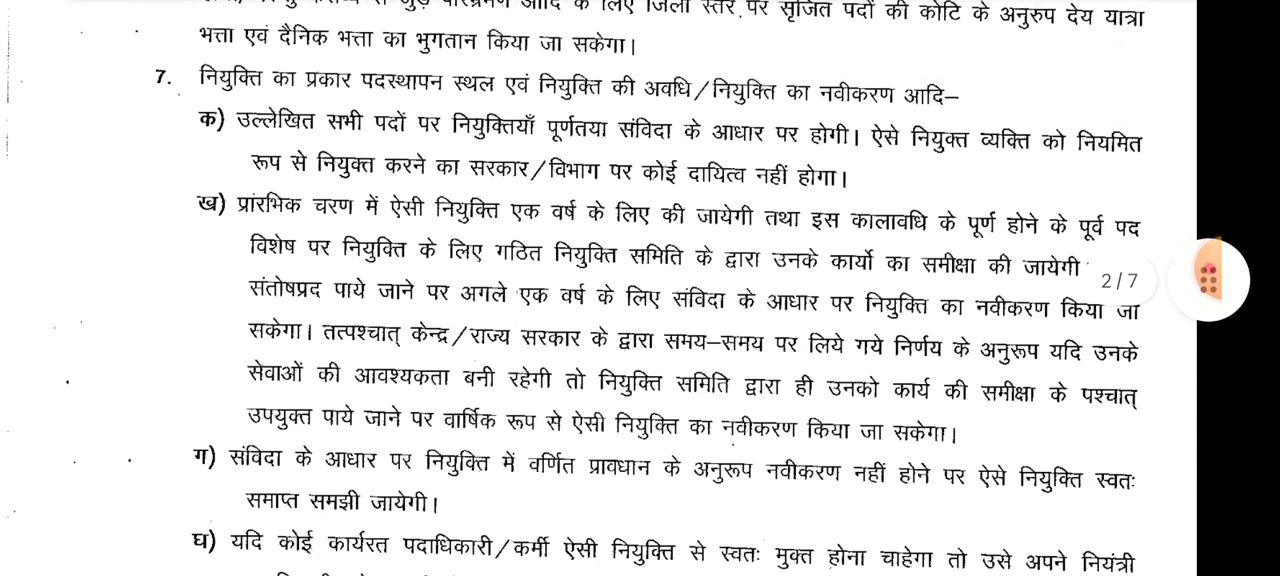 के लिए जिला स्तर पर सृजित पदों की कोटि के अनुरुप देय यात्रा
भत्ता एवं दैनिक भत्ता का भुगतान किया जा सकेगा।
7. नियुक्ति का प्रकार पदस्थापन स्थल एवं नियुक्ति की अवधि/नियुक्ति का नवीकरण आदि–
क) उल्लेखित सभी पदों पर नियुक्तियाँ पूर्णतया संविदा के आधार पर होगी। ऐसे नियुक्त व्यक्ति को नियमित
रूप से नियुक्त करने का सरकार/विभाग पर कोई दायित्व नहीं होगा।
ख) प्रांरभिक चरण में ऐसी नियुक्ति एक वर्ष के लिए की जायेगी तथा इस कालावधि के पूर्ण होने के पूर्व पद
विशेष पर नियुक्ति के लिए गठित नियुक्ति समिति के द्वारा उनके कार्यो का समीक्षा की जायेगी
2/7
संतोषप्रद पाये जाने पर अगले एक वर्ष के लिए संविदा के आधार पर नियुक्ति का नवीकरण किया जा
सकेगा। तत्पश्चात् केन्द्र/राज्य सरकार के द्वारा समय–समय पर लिये गये निर्णय के अनुरूप यदि उनके
सेवाओं की आवश्यकता बनी रहेगी तो नियुक्ति समिति द्वारा ही उनको कार्य की समीक्षा के पश्चात्
उपयुक्त पाये जाने पर वार्षिक रूप से ऐसी नियुक्ति का नवीकरण किया जा सकेगा।
ग) संविदा के आधार पर नियुक्ति में वर्णित प्रावधान के अनुरूप नवीकरण नहीं होने पर ऐसे नियुक्ति स्वतः
समाप्त समझी जायेगी।
घ) यदि कोई कार्यरत पदाधिकारी/कर्मी ऐसी नियुक्ति से स्वतः मुक्त होना चाहेगा तो उसे अपने नियंत्री